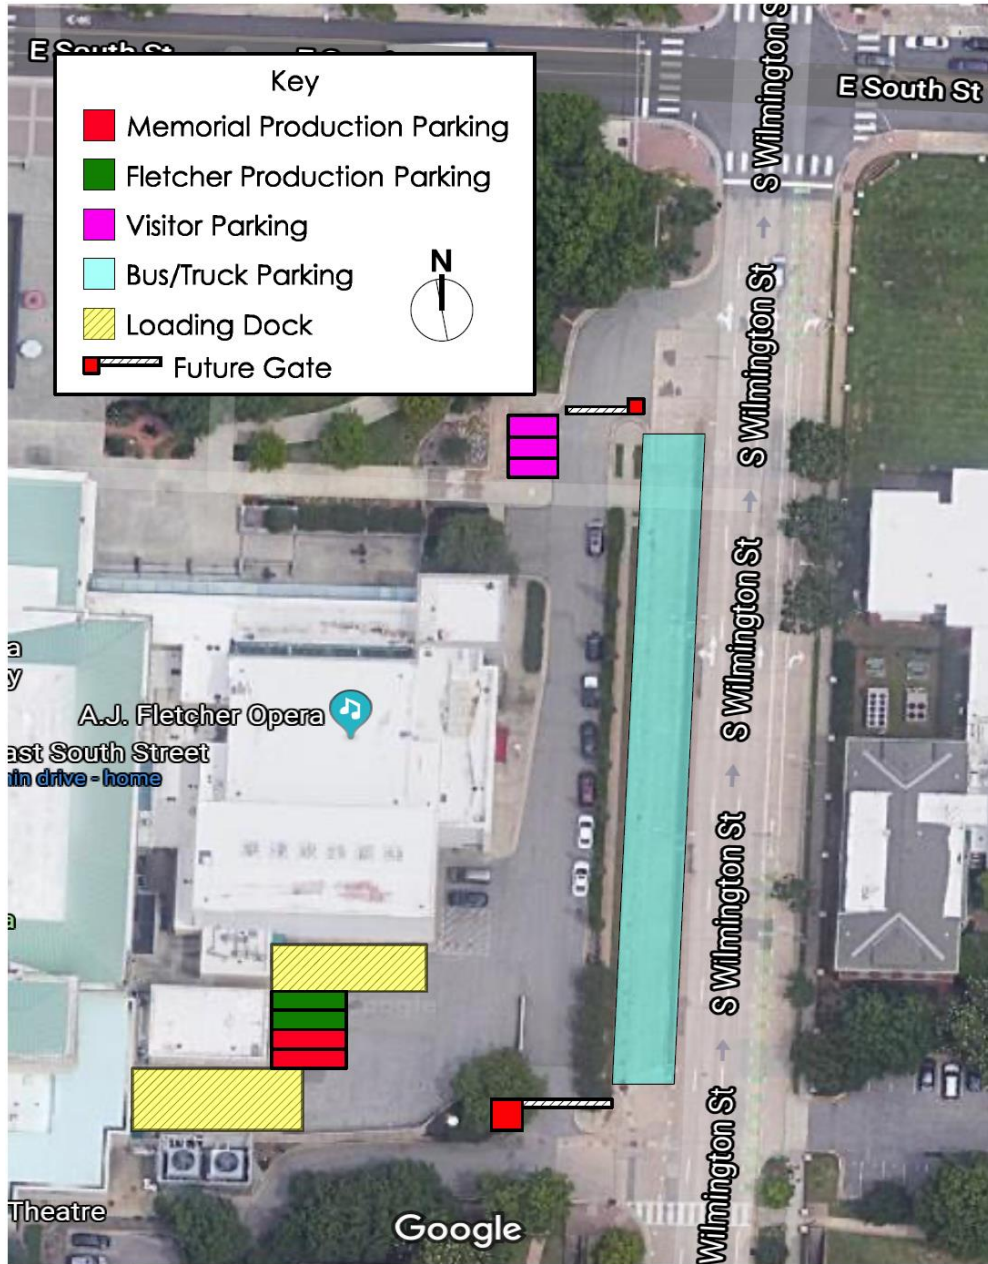 E South St
E South St
Key
Memorial Production Parking
Fletcher Production Parking
Visitor Parking
Bus/Truck Parking
Loading Dock
Future Gate
N
S Wilmington S
S Wilmington St
S Wilmington St
S Wilmington St
S Wilmington St
Wilmington St
a
y
A.J. Fletcher Opera
ast South Street
in drive - home
a
Theatre
Google